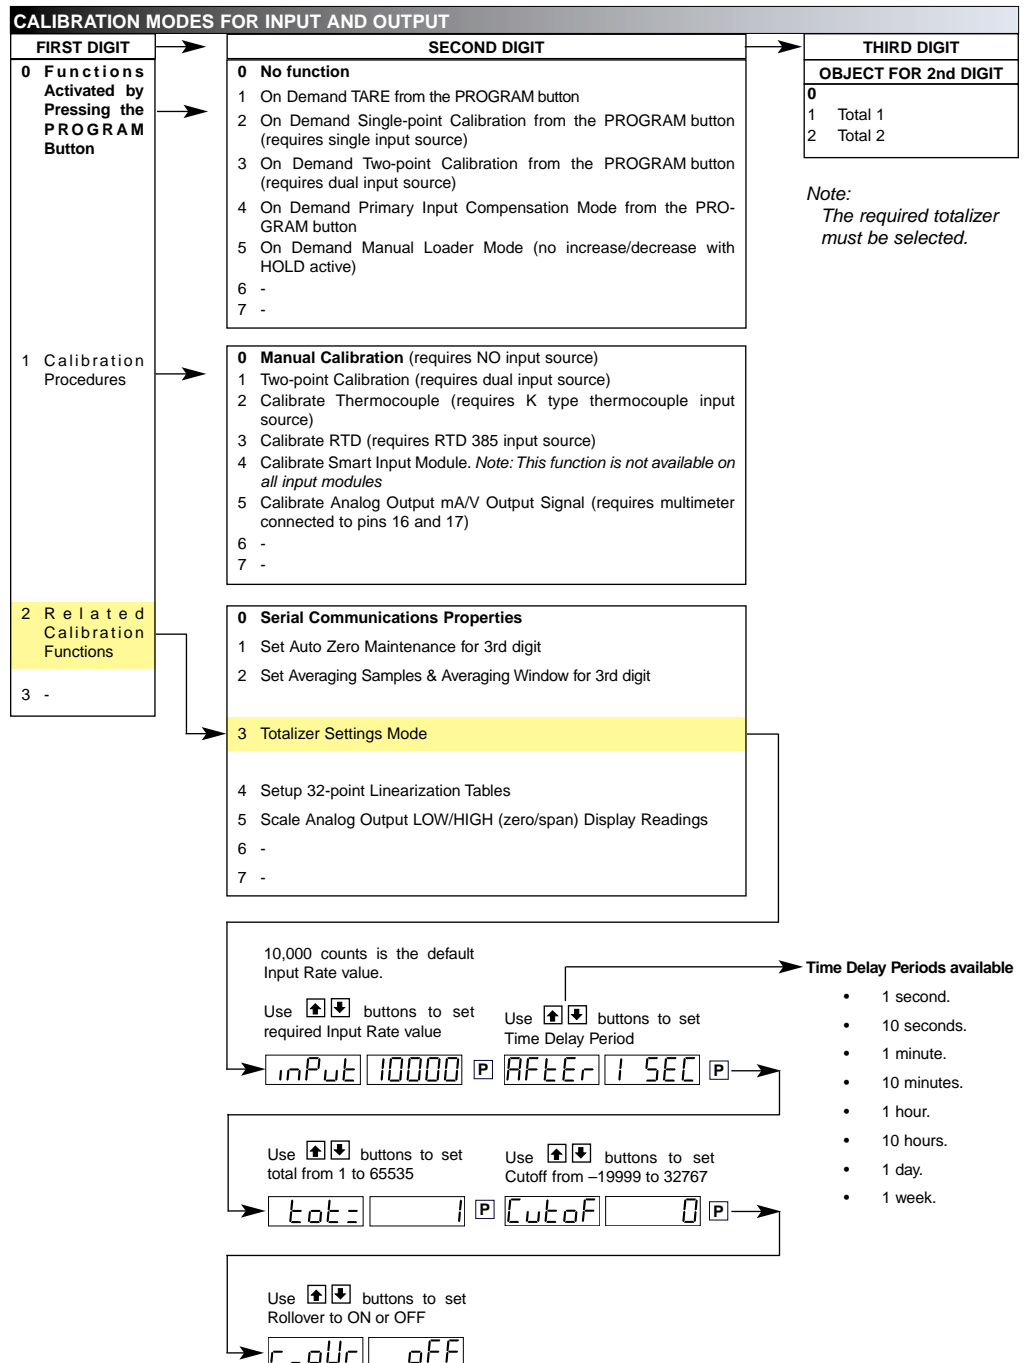 CALIBRATION MODES FOR INPUT AND OUTPUT
FIRST DIGIT
SECOND DIGIT
THIRD DIGIT
0 Functions
Activated by
Pressing the
PROGRAM
Button
0 No function
1 On Demand TARE from the PROGRAM button
2 On Demand Single-point Calibration from the PROGRAM button
(requires single input source)
3 On Demand Two-point Calibration from the PROGRAM button
(requires dual input source)
4 On Demand Primary Input Compensation Mode from the PRO-
GRAM button
5 On Demand Manual Loader Mode (no increase/decrease with
HOLD active)
6 -
7 -
OBJECT FOR 2nd DIGIT
0
1 Total 1
2 Total 2
Note:
The required totalizer
must be selected.
1 Calibration
Procedures
0 Manual Calibration (requires NO input source)
1 Two-point Calibration (requires dual input source)
2 Calibrate Thermocouple (requires K type thermocouple input
source)
3 Calibrate RTD (requires RTD 385 input source)
4 Calibrate Smart Input Module. Note: This function is not available on
all input modules
5 Calibrate Analog Output mA/V Output Signal (requires multimeter
connected to pins 16 and 17)
6 -
7 -
2 Related
Calibration
Functions
3 -
0 Serial Communications Properties
1 Set Auto Zero Maintenance for 3rd digit
2 Set Averaging Samples & Averaging Window for 3rd digit
3 Totalizer Settings Mode
4 Setup 32-point Linearization Tables
5 Scale Analog Output LOW/HIGH (zero/span) Display Readings
6 -
7 -
10,000 counts is the default
Input Rate value.
Use buttons to set
required Input Rate value
Use buttons to set
Time Delay Period
inPut 10000 P AFtEr 1 SEC P
Time Delay Periods available
• 1 second.
• 10 seconds.
• 1 minute.
• 10 minutes.
• 1 hour.
• 10 hours.
• 1 day.
• 1 week.
Use buttons to set
total from 1 to 65535
Use buttons to set
Cutoff from –19999 to 32767
tot= 1 P CutoF 0 P
Use buttons to set
Rollover to ON or OFF
r_oUr oFF